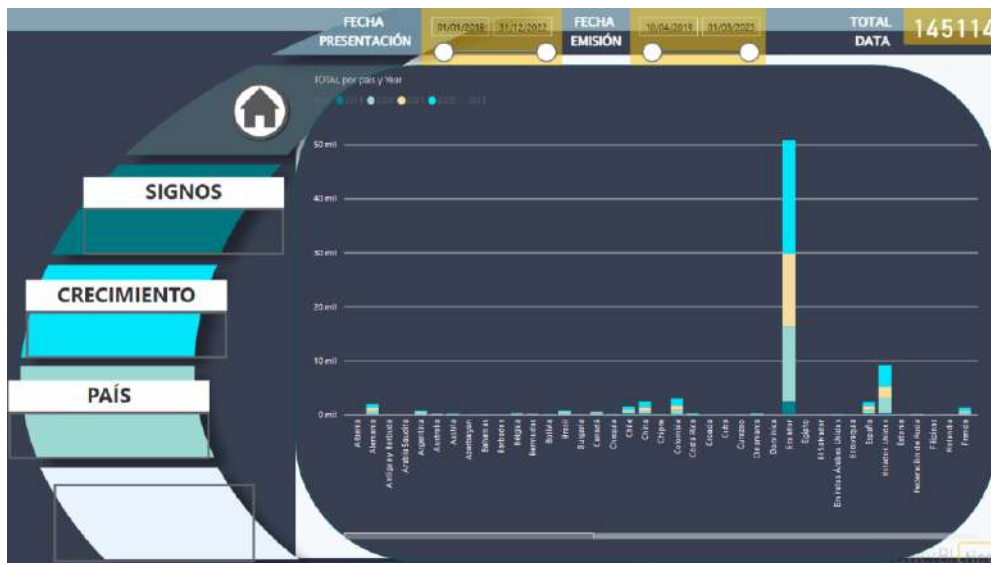 FECHA
PRESENTACIÓN
01/01/2019
31/12/2022
FECHA
EMISIÓN
10/04/2019
TOTAL
DATA
145114
TOTAL por país y Year
SIGNOS
CRECIMIENTO
PAÍS
50 mil
40 mil
30 mil
20 mil
10 mil
0 mil
Albania
Alemania
Antigua y Barbuda
Arabia Saudita
Argentina
Australia
Austria
Azerbaiyán
Bahamas
Barbados
Bélgica
Bermudas
Bolivia
Brasil
Bulgaria
Canadá
Chequia
Chile
China
Chipre
Colombia
Costa Rica
Croacia
Cuba
Curazao
Dinamarca
Dominica
Ecuador
Egipto
El Salvador
Emiratos Árabes Unidos
Eslovaquia
España
Estados Unidos
Estonia
Federación de Rusia
Filipinas
Finlandia
Francia